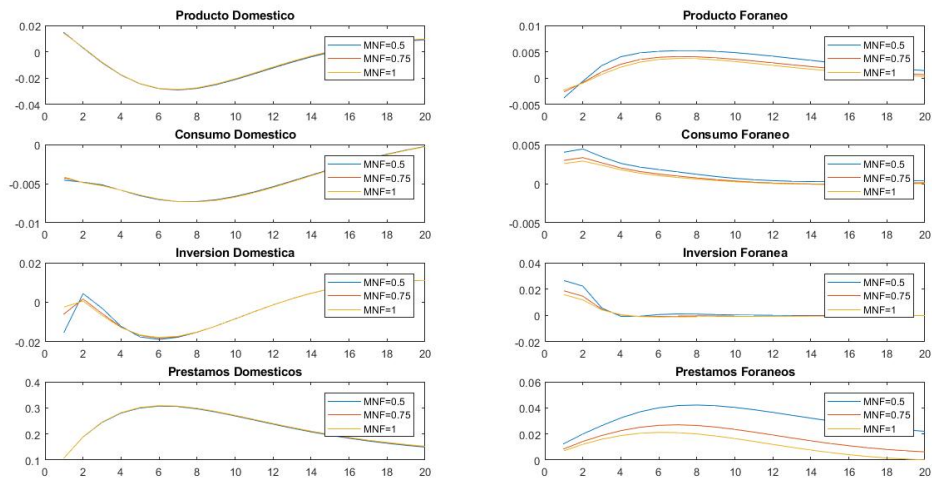 Producto Domestico
0.02
0
-0.02
-0.04
MNF=0.5
MNF=0.75
MNF=1
0 2 4 6 8 10 12 14 16 18 20
Producto Foraneo
0.01
0.005
0
-0.005
MNF=0.5
MNF=0.75
MNF=1
0 2 4 6 8 10 12 14 16 18 20
Consumo Domestico
0
-0.005
-0.01
MNF=0.5
MNF=0.75
MNF=1
0 2 4 6 8 10 12 14 16 18 20
Consumo Foraneo
0.005
0
-0.005
MNF=0.5
MNF=0.75
MNF=1
0 2 4 6 8 10 12 14 16 18 20
Inversion Domestica
0.02
0
-0.02
MNF=0.5
MNF=0.75
MNF=1
0 2 4 6 8 10 12 14 16 18 20
Inversion Foranea
0.04
0.02
0
-0.02
MNF=0.5
MNF=0.75
MNF=1
0 2 4 6 8 10 12 14 16 18 20
Prestamos Domesticos
0.4
0.3
0.2
0.1
MNF=0.5
MNF=0.75
MNF=1
0 2 4 6 8 10 12 14 16 18 20
Prestamos Foraneos
0.06
0.04
0.02
0
MNF=0.5
MNF=0.75
MNF=1
0 2 4 6 8 10 12 14 16 18 20